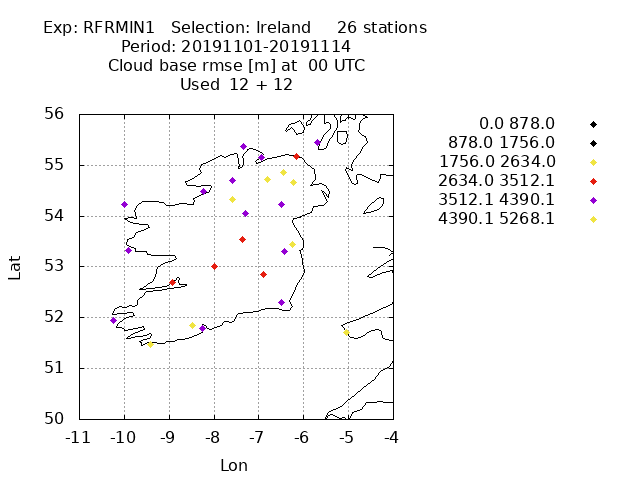 Exp: RFRMIN1   Selection: Ireland     26 stations
Period: 20191101-20191114
Cloud base rmse [m] at  00 UTC
Used  12 + 12
0.0 878.0
878.0 1756.0
1756.0 2634.0
2634.0 3512.1
3512.1 4390.1
4390.1 5268.1
56
55
54
53
52
51
50
Lat
-11 -10 -9 -8 -7 -6 -5 -4
Lon